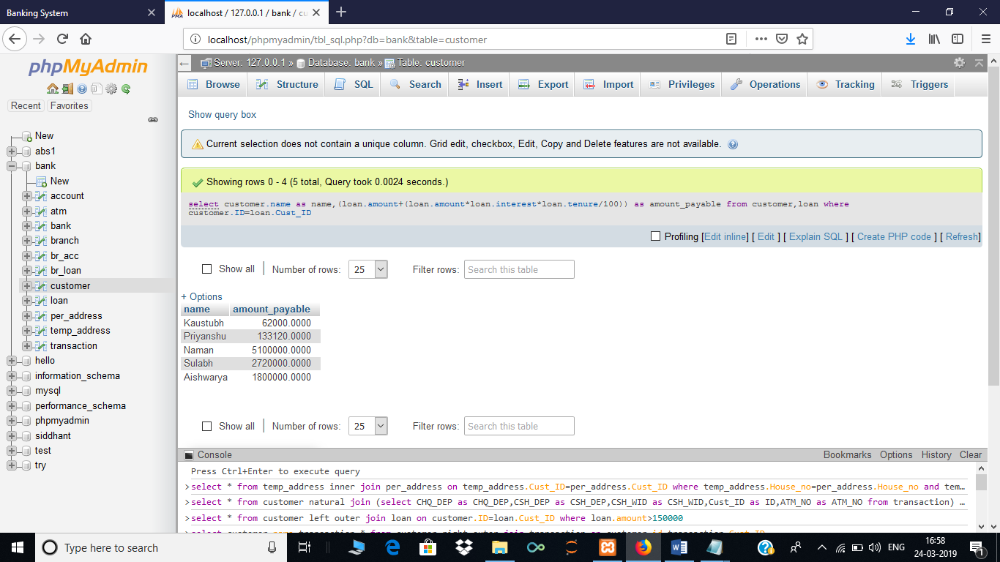 Banking System
localhost / 127.0.0.1 / bank / cu
localhost/phpmyadmin/tbl_sql.php?db=bank&table=customer
phpMyAdmin
Recent Favorites
New
abs1
bank
New
account
atm
bank
branch
br_acc
br_loan
customer
loan
per_address
temp_address
transaction
hello
information_schema
mysql
performance_schema
phpmyadmin
siddhant
test
try
Server: 127.0.0.1 » Database: bank » Table: customer
Browse Structure SQL Search Insert Export Import Privileges Operations Tracking Triggers
Show query box
Current selection does not contain a unique column. Grid edit, checkbox, Edit, Copy and Delete features are not available.
Showing rows 0 - 4 (5 total, Query took 0.0024 seconds.)
select customer.name as name,(loan.amount+(loan.amount*loan.interest*loan.tenure/100)) as amount_payable from customer,loan where
customer.ID=loan.Cust_ID
Profiling [Edit inline] [ Edit ] [ Explain SQL ] [ Create PHP code ] [ Refresh]
Show all | Number of rows: 25 Filter rows: Search this table
+ Options
name amount_payable
Kaustubh 62000.0000
Priyanshu 133120.0000
Naman 5100000.0000
Sulabh 2720000.0000
Aishwarya 1800000.0000
Show all | Number of rows: 25 Filter rows: Search this table
Console Bookmarks Options History Clear
Press Ctrl+Enter to execute query
>select * from temp_address inner join per_address on temp_address.Cust_ID=per_address.Cust_ID where temp_address.House_no=per_address.House_no and tem…
>select * from customer natural join (select CHQ_DEP as CHQ_DEP,CSH_DEP as CSH_DEP,CSH_WID as CSH_WID,Cust_ID as ID,ATM_NO as ATM_NO from transaction) …
>select * from customer left outer join loan on customer.ID=loan.Cust_ID where loan.amount>150000
Type here to search
ENG
16:58
24-03-2019
1